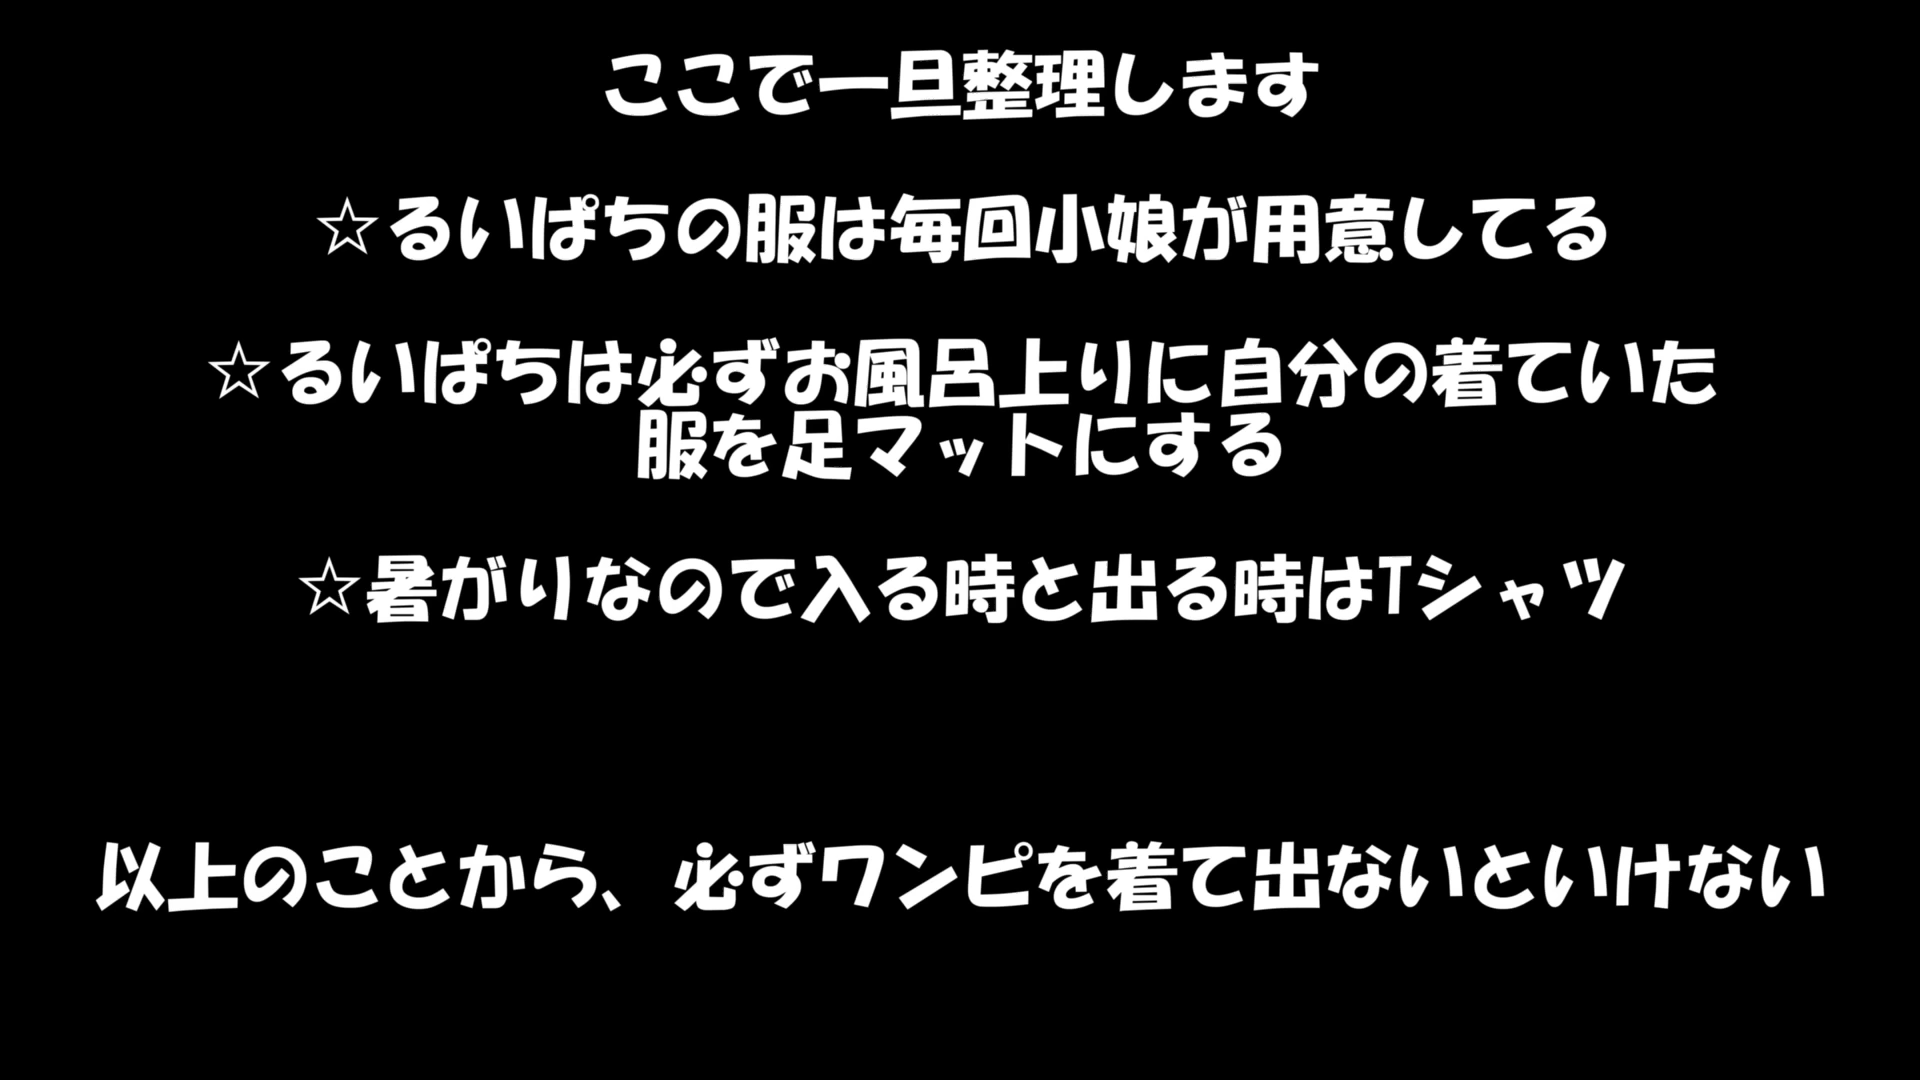 ここで一旦整理します
☆るいぱちの服は毎回小娘が用意してる
☆るいぱちは必ずお風呂上りに自分の着ていた
服を足マットにする
☆暑がりなので入る時と出る時はTシャツ
以上のことから、必ずワンピを着て出ないといけない